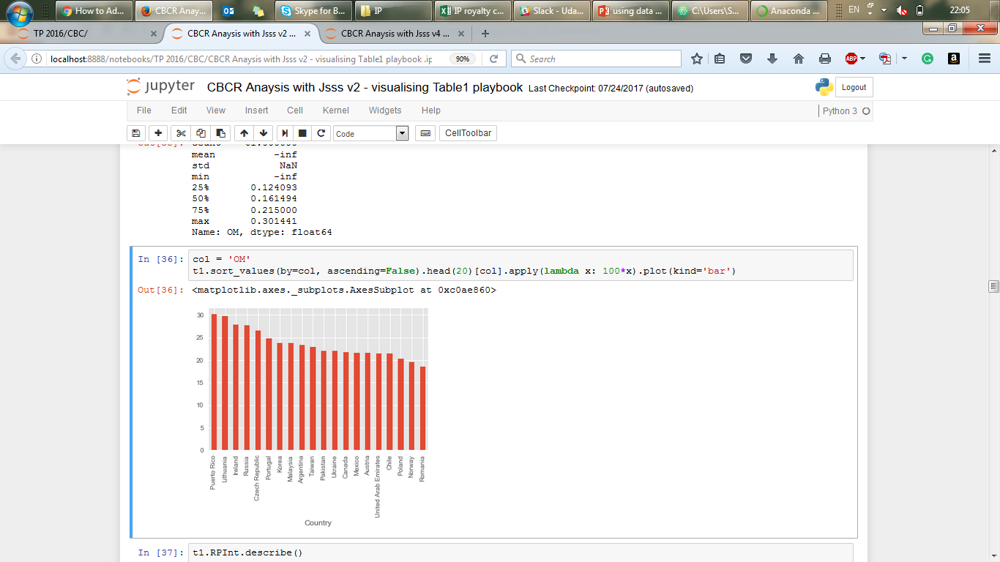 How to Ad...
CBCR Anay...
Skype for B...
IP
IP royalty c...
Slack - Uda...
using data ...
C:\Users\S...
Anaconda ...
EN
22:05
TP 2016/CBC/
CBCR Anaysis with Jsss v2 ...
CBCR Anaysis with Jsss v4 ...
localhost:8888/notebooks/TP 2016/CBC/CBCR Anaysis with Jsss v2 - visualising Table1 playbook .ip
90%
Search
ABP
jupyter
CBCR Anaysis with Jsss v2 - visualising Table1 playbook
Last Checkpoint: 07/24/2017 (autosaved)
Logout
File Edit View Insert Cell Kernel Widgets Help
Python 3
Code
CellToolbar
mean -inf
std NaN
min -inf
25% 0.124093
50% 0.161494
75% 0.215000
max 0.301441
Name: OM, dtype: float64
In [36]: col = 'OM'
t1.sort_values(by=col, ascending=False).head(20)[col].apply(lambda x: 100*x).plot(kind='bar')
Out[36]: <matplotlib.axes._subplots.AxesSubplot at 0xc0ae860>
30
25
20
15
10
5
0
Puerto Rico
Lithuania
Ireland
Russia
Czech Republic
Portugal
Korea
Malaysia
Argentina
Taiwan
Pakistan
Ukraine
Canada
Mexico
Austria
United Arab Emirates
Chile
Poland
Norway
Romania
Country
In [37]: t1.RPInt.describe()